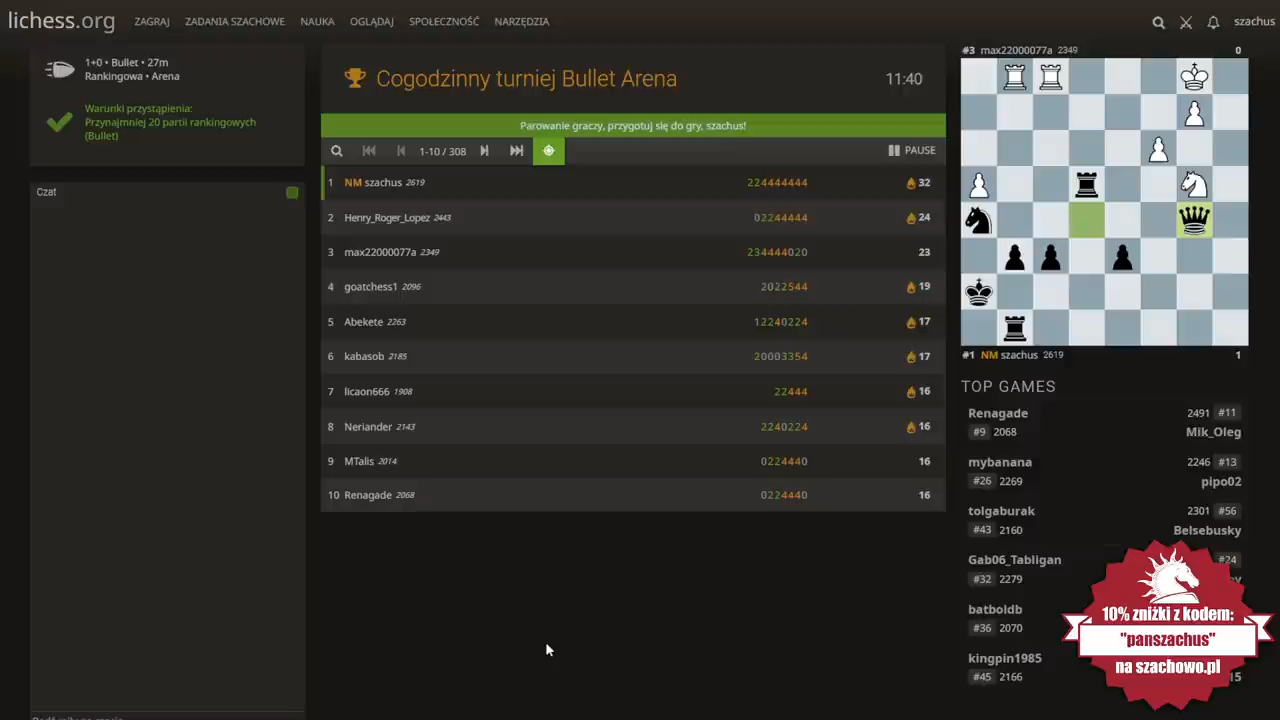 lichess.org ZAGRAJ ZADANIA SZACHOWE NAUKA OGLĄDAJ SPOŁECZNOŚĆ NARZĘDZIA szachus
1+0 • Bullet • 27m
Rankingowa • Arena
Warunki przystąpienia:
Przynajmniej 20 partii rankingowych
(Bullet)
Czat
Cogodzinny turniej Bullet Arena 11:40
Parowanie graczy, przygotuj się do gry, szachus!
1-10 / 308 PAUSE
1 NM szachus 2619 224444444 32
2 Henry_Roger_Lopez 2443 02244444 24
3 max22000077a 2349 234444020 23
4 goatchess1 2096 2022544 19
5 Abekete 2263 12240224 17
6 kabasob 2185 20003354 17
7 licaon666 1908 22444 16
8 Neriander 2143 2240224 16
9 MTalis 2014 0224440 16
10 Renagade 2068 0224440 16
#3 max22000077a 2349 0
#1 NM szachus 2619 1
TOP GAMES
Renagade 2491 #11
#9 2068 Mik_Oleg
mybanana 2246 #13
#26 2269 pipo02
tolgaburak 2301 #56
#43 2160 Belsebusky
Gab06_Tabligan #24
#32 2279
batboldb
#36 2070
kingpin1985
#45 2166 15
10% zniżki z kodem:
"panszachus"
na szachowo.pl